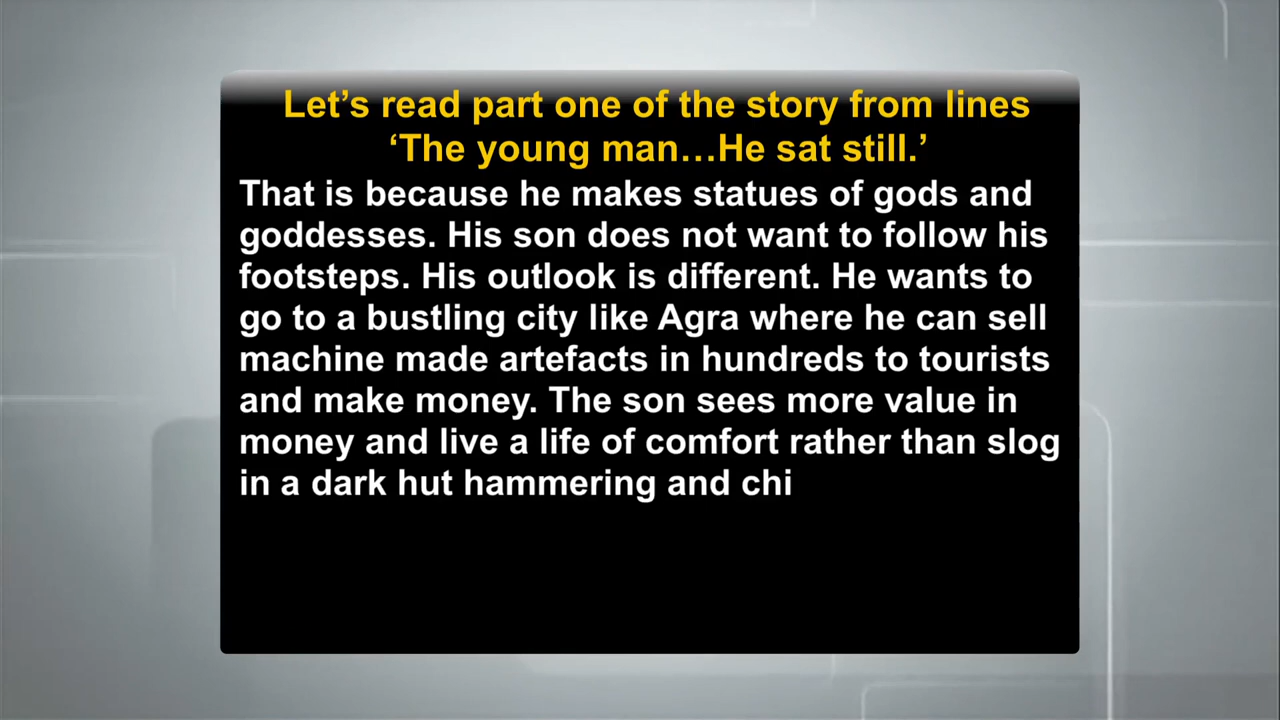 Let’s read part one of the story from lines
‘The young man…He sat still.’
That is because he makes statues of gods and
goddesses. His son does not want to follow his
footsteps. His outlook is different. He wants to
go to a bustling city like Agra where he can sell
machine made artefacts in hundreds to tourists
and make money. The son sees more value in
money and live a life of comfort rather than slog
in a dark hut hammering and chi